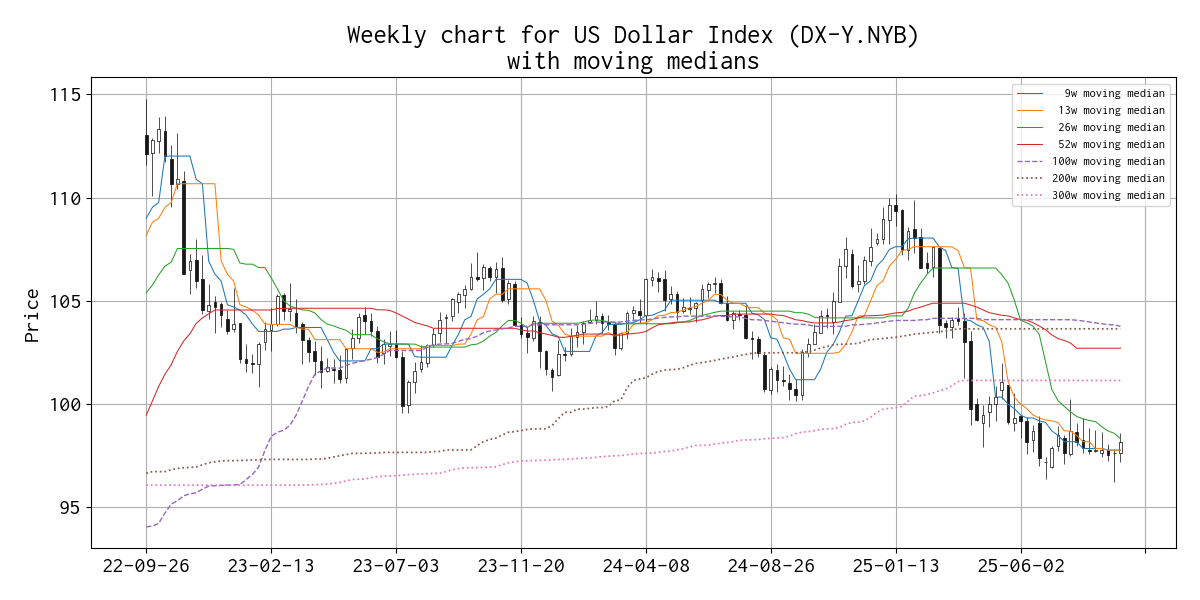 Weekly chart for US Dollar Index (DX-Y.NYB)
with moving medians
9w moving median
13w moving median
26w moving median
52w moving median
100w moving median
200w moving median
300w moving median
Price
115
110
105
100
95
22-09-26
23-02-13
23-07-03
23-11-20
24-04-08
24-08-26
25-01-13
25-06-02